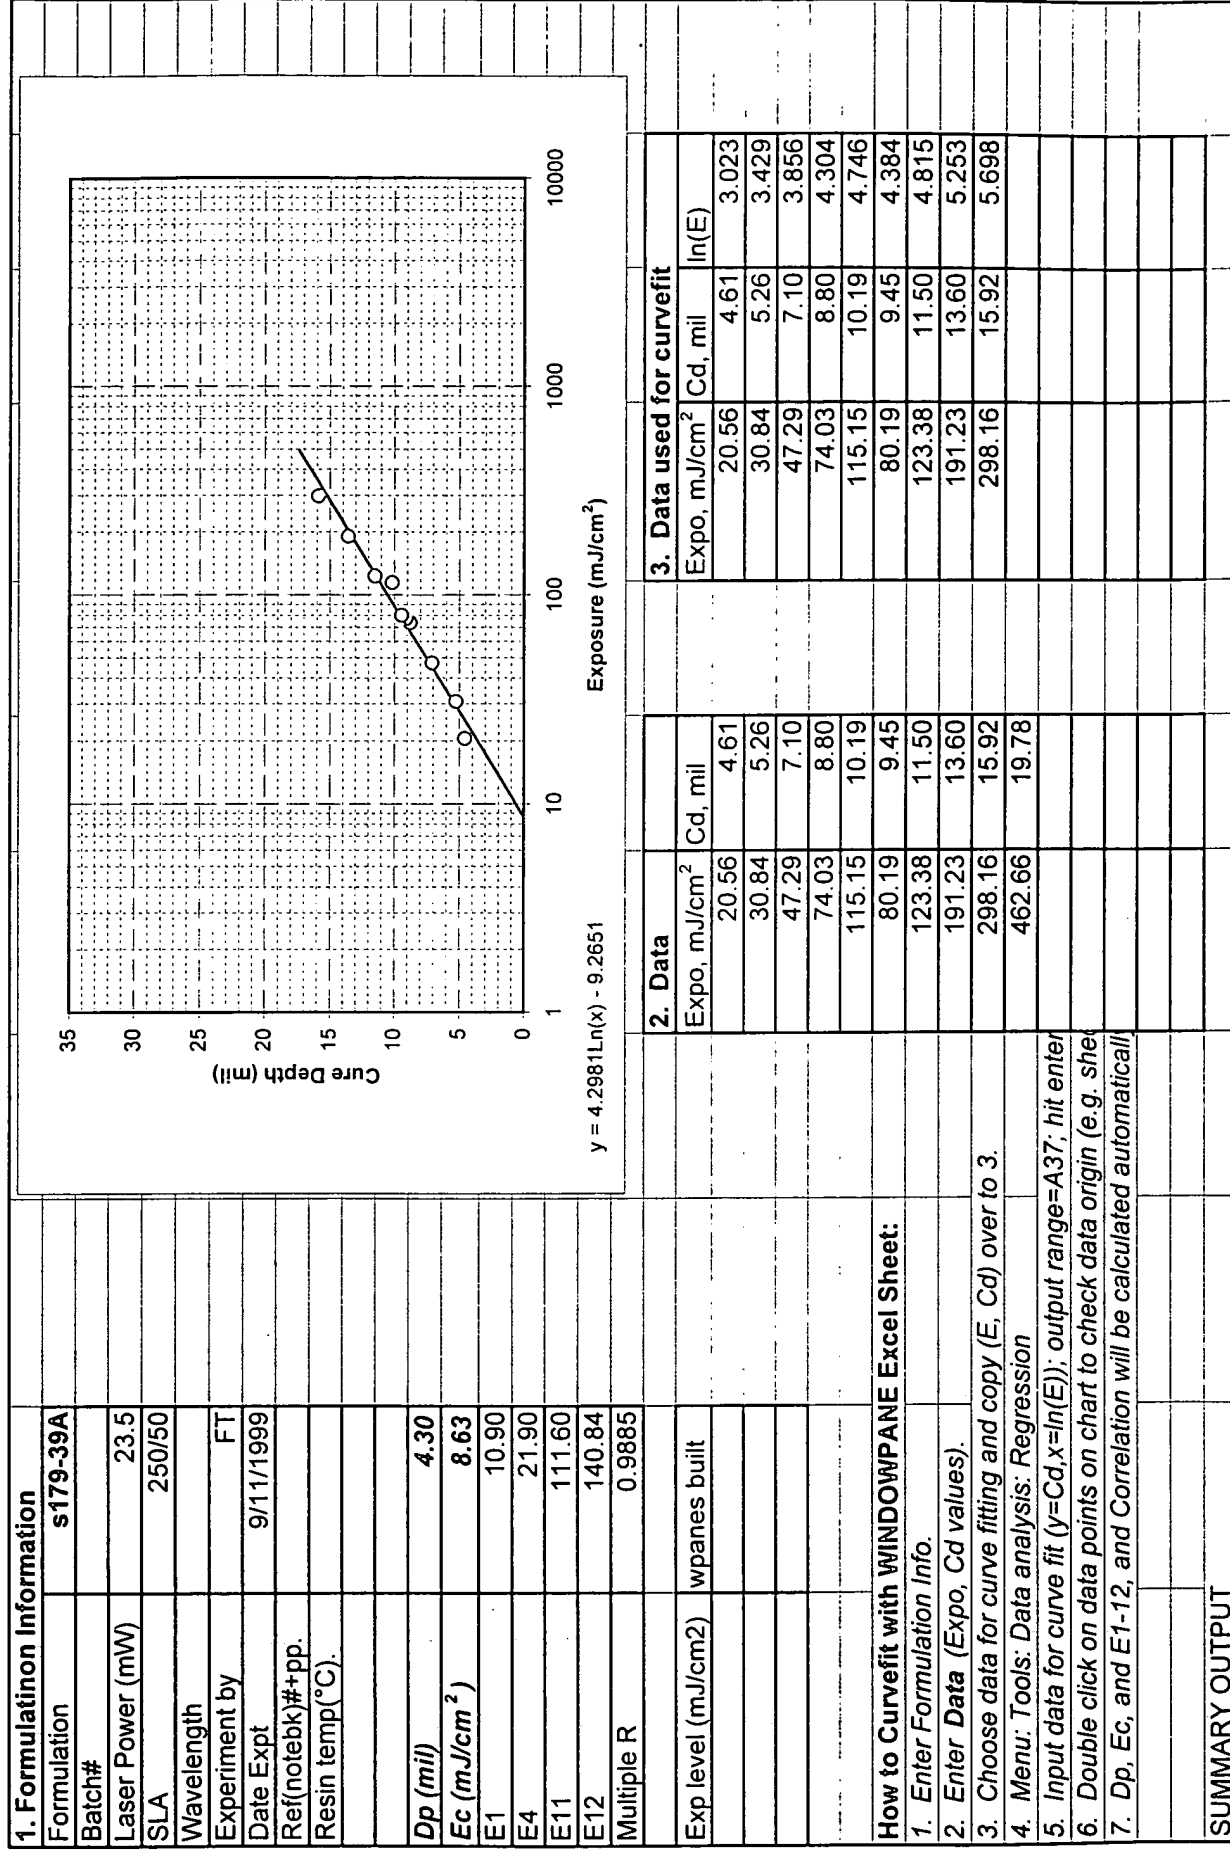 1. Formulatinon Information
Formulation s179-39A
Batch#
Laser Power (mW) 23.5
SLA 250/50
Wavelength
Experiment by FT
Date Expt 9/11/1999
Ref(notebk)#+pp.
Resin temp(°C).
Dp (mil) 4.30
Ec (mJ/cm²) 8.63
E1 10.90
E4 21.90
E11 111.60
E12 140.84
Multiple R 0.9885
Exp level (mJ/cm2) wpanes built
35
30
25
20
15
10
5
0
Cure Depth (mil)
1 10 100 1000 10000
Exposure (mJ/cm²)
y = 4.2981Ln(x) - 9.2651
How to Curvefit with WINDOWPANE Excel Sheet:
1. Enter Formulation Info.
2. Enter Data (Expo, Cd values).
3. Choose data for curve fitting and copy (E, Cd) over to 3.
4. Menu: Tools: Data analysis: Regression
5. Input data for curve fit (y=Cd,x=ln(E)); output range=A37; hit enter
6. Double click on data points on chart to check data origin (e.g. shee
7. Dp, Ec, and E1-12, and Correlation will be calculated automatically
2. Data
Expo, mJ/cm² Cd, mil
20.56 4.61
30.84 5.26
47.29 7.10
74.03 8.80
115.15 10.19
80.19 9.45
123.38 11.50
191.23 13.60
298.16 15.92
462.66 19.78
3. Data used for curvefit
Expo, mJ/cm² Cd, mil ln(E)
20.56 4.61 3.023
30.84 5.26 3.429
47.29 7.10 3.856
74.03 8.80 4.304
115.15 10.19 4.746
80.19 9.45 4.384
123.38 11.50 4.815
191.23 13.60 5.253
298.16 15.92 5.698
SUMMARY OUTPUT